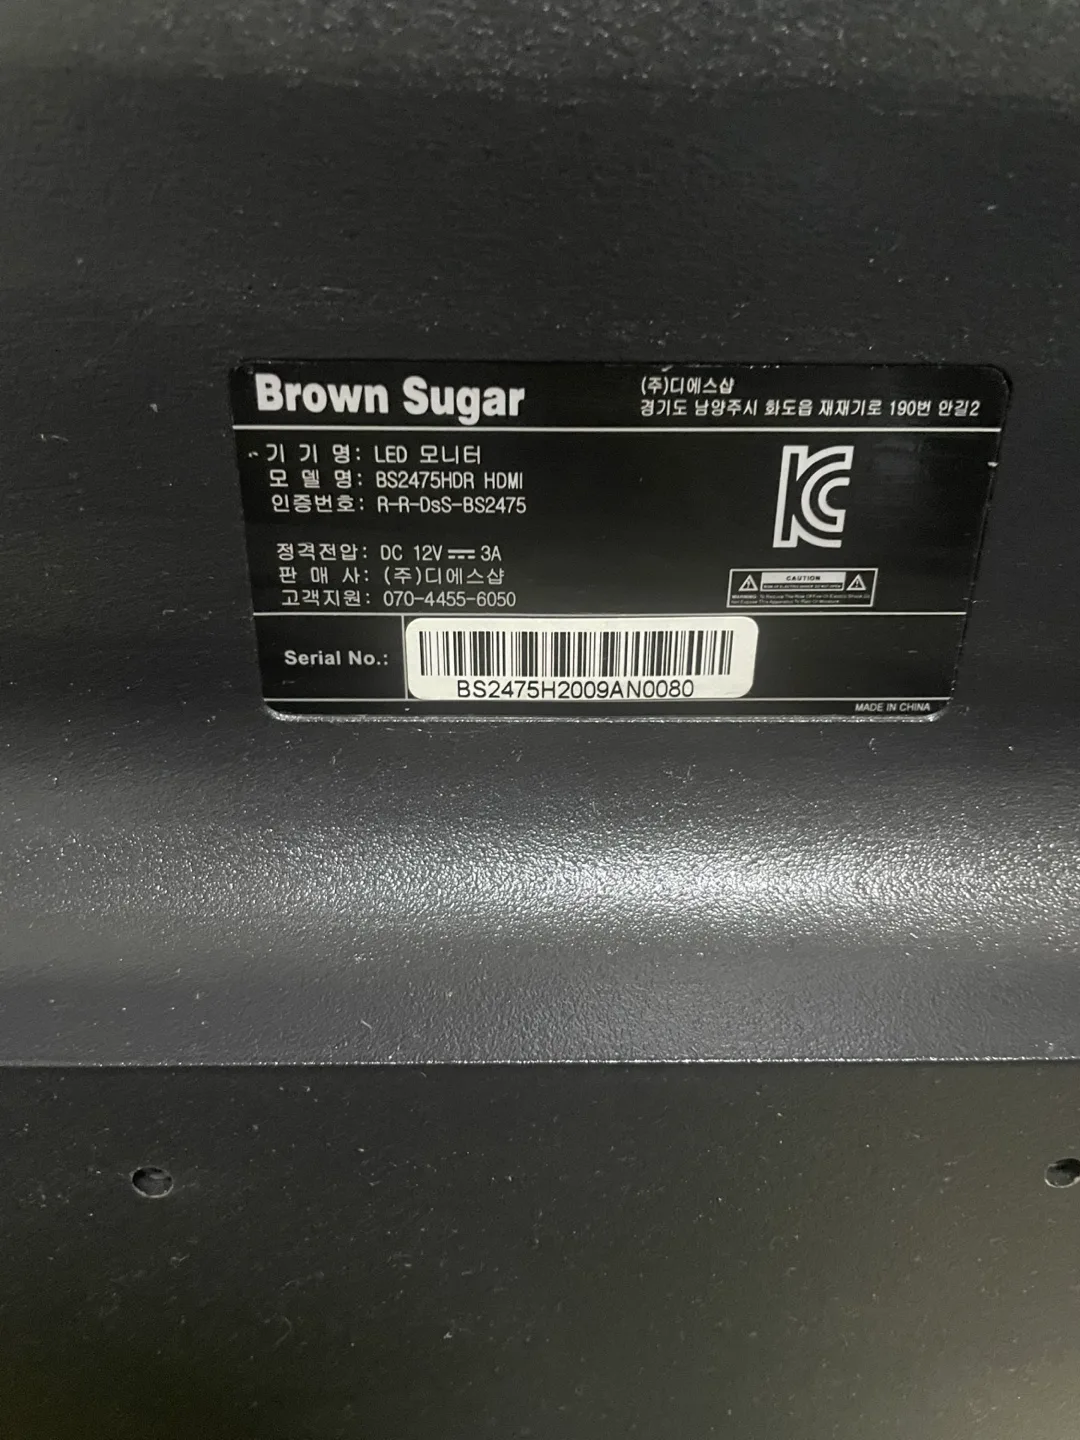 Brown Sugar
(주)디에스샵
경기도 남양주시 화도읍 재재기로 190번 안길2
기 기 명: LED 모니터
모 델 명: BS2475HDR HDMI
인증번호: R-R-DsS-BS2475
정격전압: DC 12V ⎓ 3A
판 매 사: (주)디에스샵
고객지원: 070-4455-6050
CAUTION
Serial No.:
BS2475H2009AN0080
MADE IN CHINA